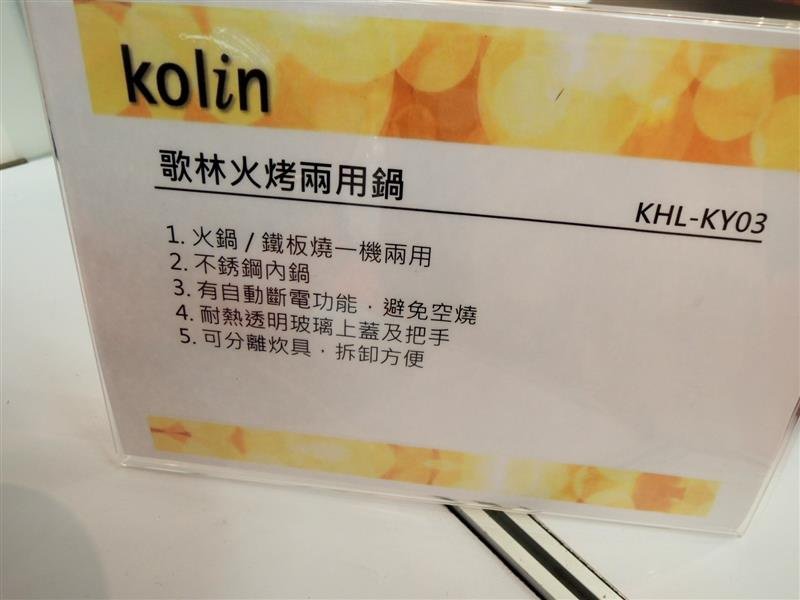 kolin
歌林火烤兩用鍋
KHL-KY03
1. 火鍋 / 鐵板燒一機兩用
2. 不銹鋼內鍋
3. 有自動斷電功能，避免空燒
4. 耐熱透明玻璃上蓋及把手
5. 可分離炊具，拆卸方便